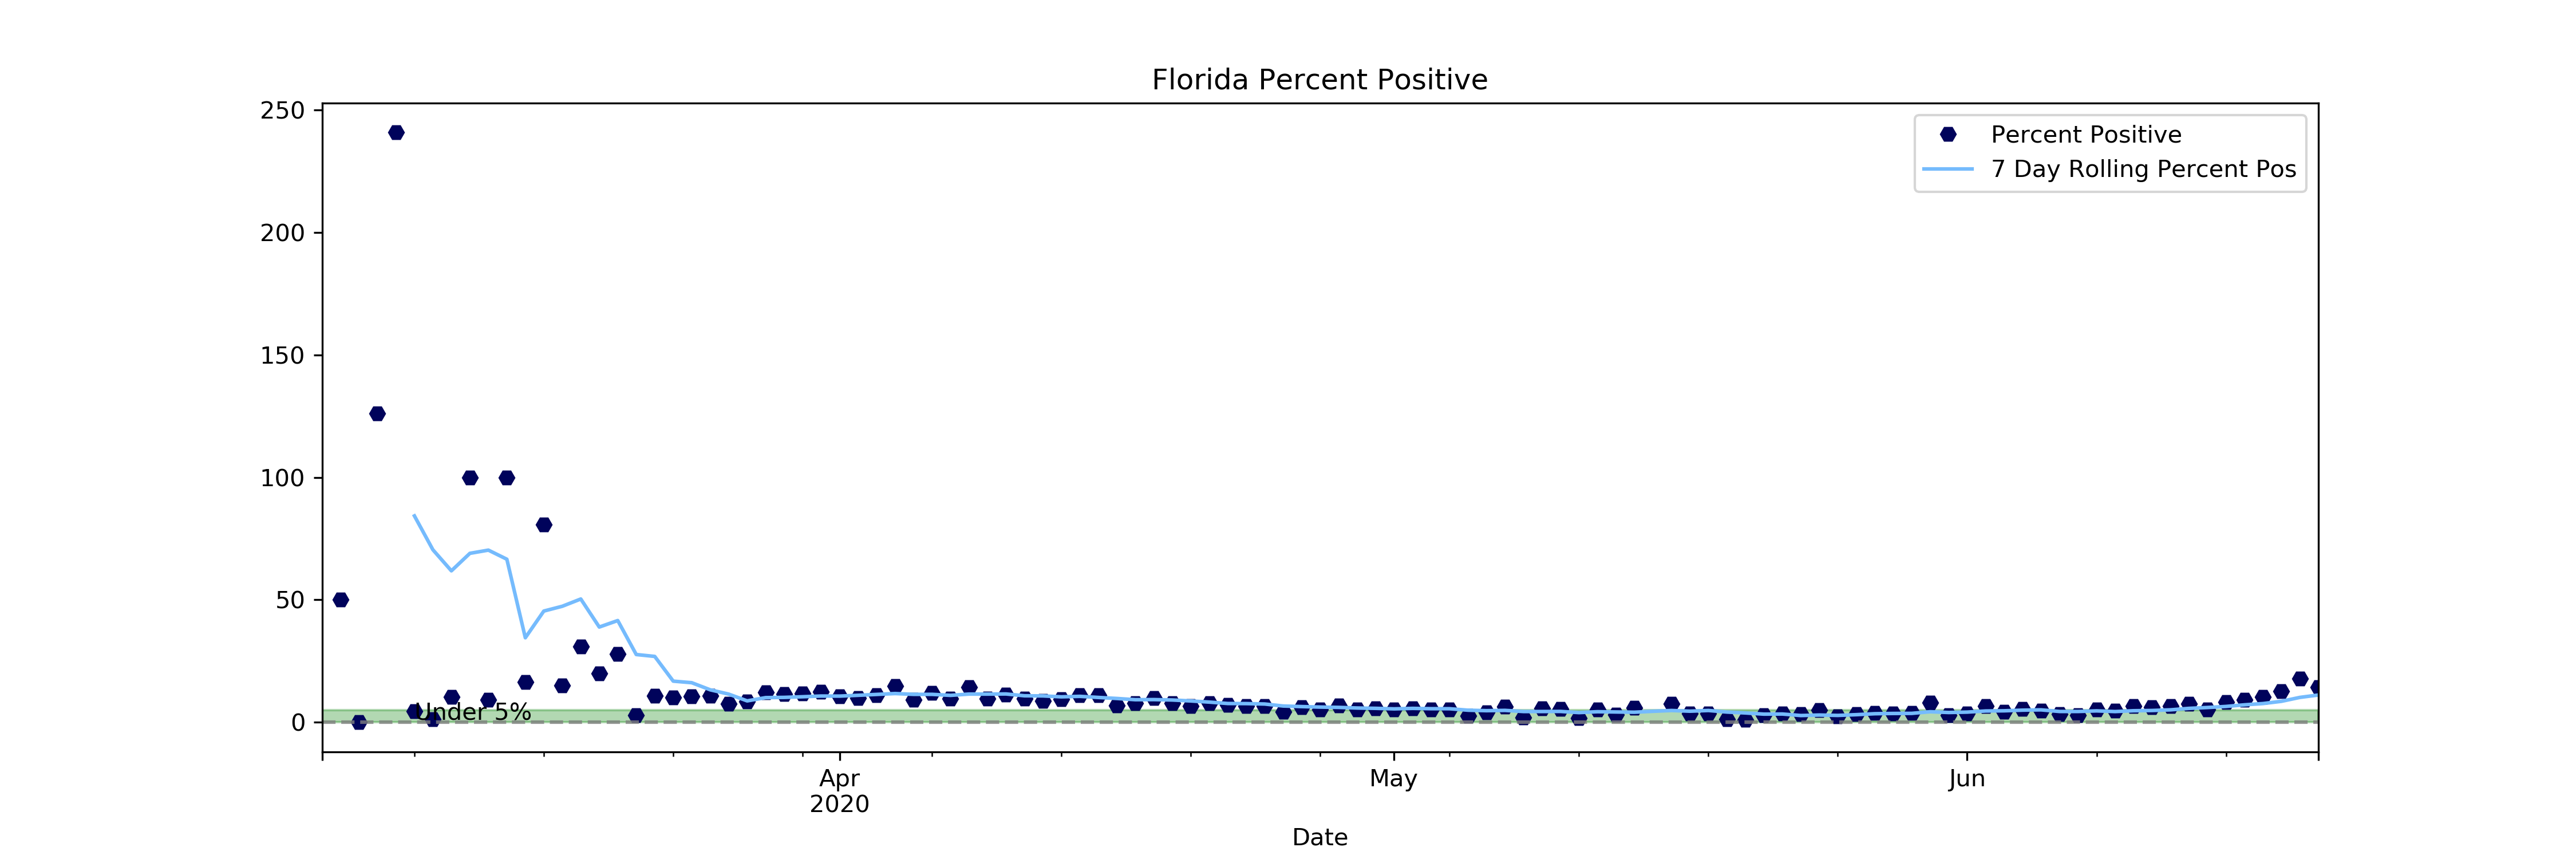 Florida Percent Positive
250
200
150
100
50
0
Percent Positive
7 Day Rolling Percent Pos
Under 5%
Apr
2020
May
Jun
Date